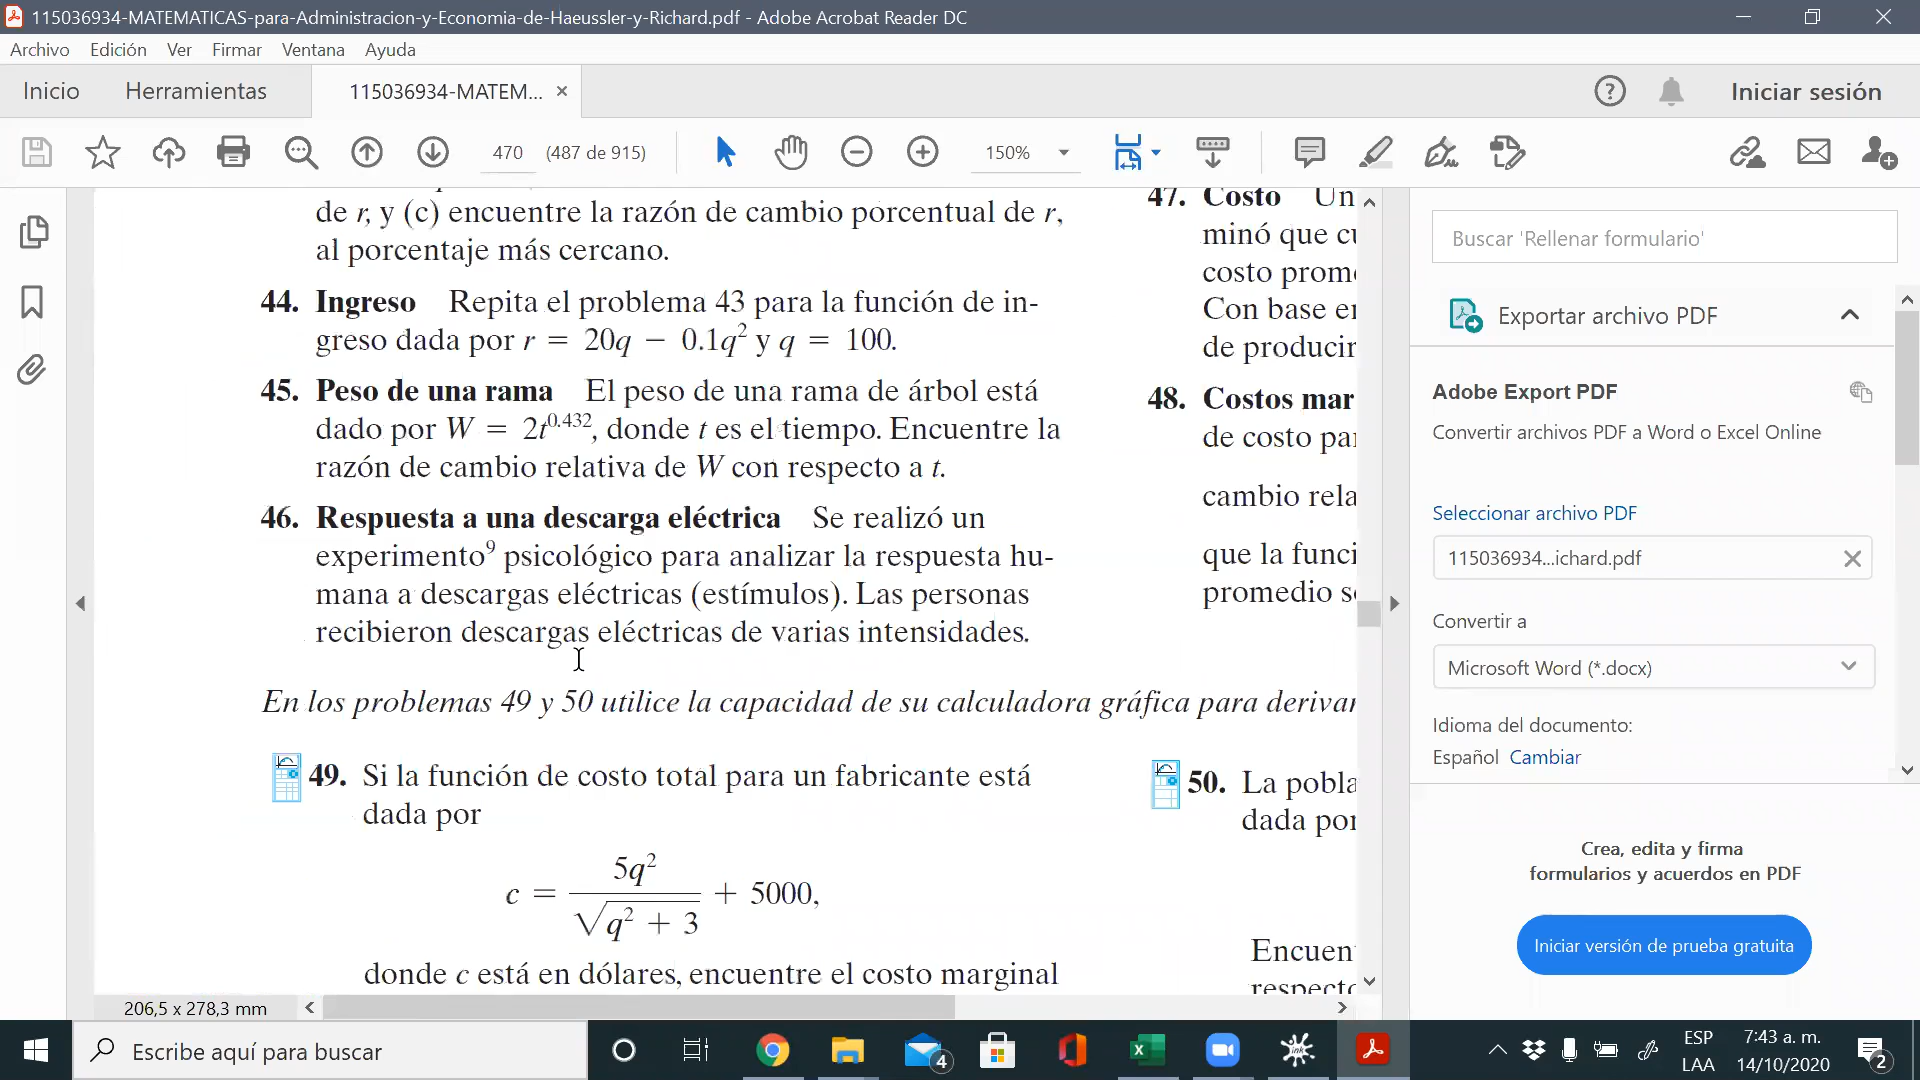 115036934-MATEMATICAS-para-Administracion-y-Economia-de-Haeussler-y-Richard.pdf - Adobe Acrobat Reader DC
Archivo Edición Ver Firmar Ventana Ayuda
Inicio Herramientas 115036934-MATEM... × Iniciar sesión
470 (487 de 915) 150%
de r, y (c) encuentre la razón de cambio porcentual de r,
al porcentaje más cercano.
44. Ingreso Repita el problema 43 para la función de in-
greso dada por r = 20q − 0.1q² y q = 100.
45. Peso de una rama El peso de una rama de árbol está
dado por W = 2t^0.432, donde t es el tiempo. Encuentre la
razón de cambio relativa de W con respecto a t.
46. Respuesta a una descarga eléctrica Se realizó un
experimento⁹ psicológico para analizar la respuesta hu-
mana a descargas eléctricas (estímulos). Las personas
recibieron descargas eléctricas de varias intensidades.
47. Costo Un
minó que cu
costo prome
Con base en
de producir
48. Costos mar
de costo par
cambio rela
que la funci
promedio se
En los problemas 49 y 50 utilice la capacidad de su calculadora gráfica para derivar
49. Si la función de costo total para un fabricante está
dada por
c = 5q² / √(q² + 3) + 5000,
donde c está en dólares, encuentre el costo marginal
50. La pobla
dada por
Encuen
respecto
206,5 x 278,3 mm
Buscar 'Rellenar formulario'
Exportar archivo PDF
Adobe Export PDF
Convertir archivos PDF a Word o Excel Online
Seleccionar archivo PDF
115036934...ichard.pdf
Convertir a
Microsoft Word (*.docx)
Idioma del documento:
Español Cambiar
Crea, edita y firma
formularios y acuerdos en PDF
Iniciar versión de prueba gratuita
Escribe aquí para buscar
4
ink
ESP
LAA
7:43 a. m.
14/10/2020
2